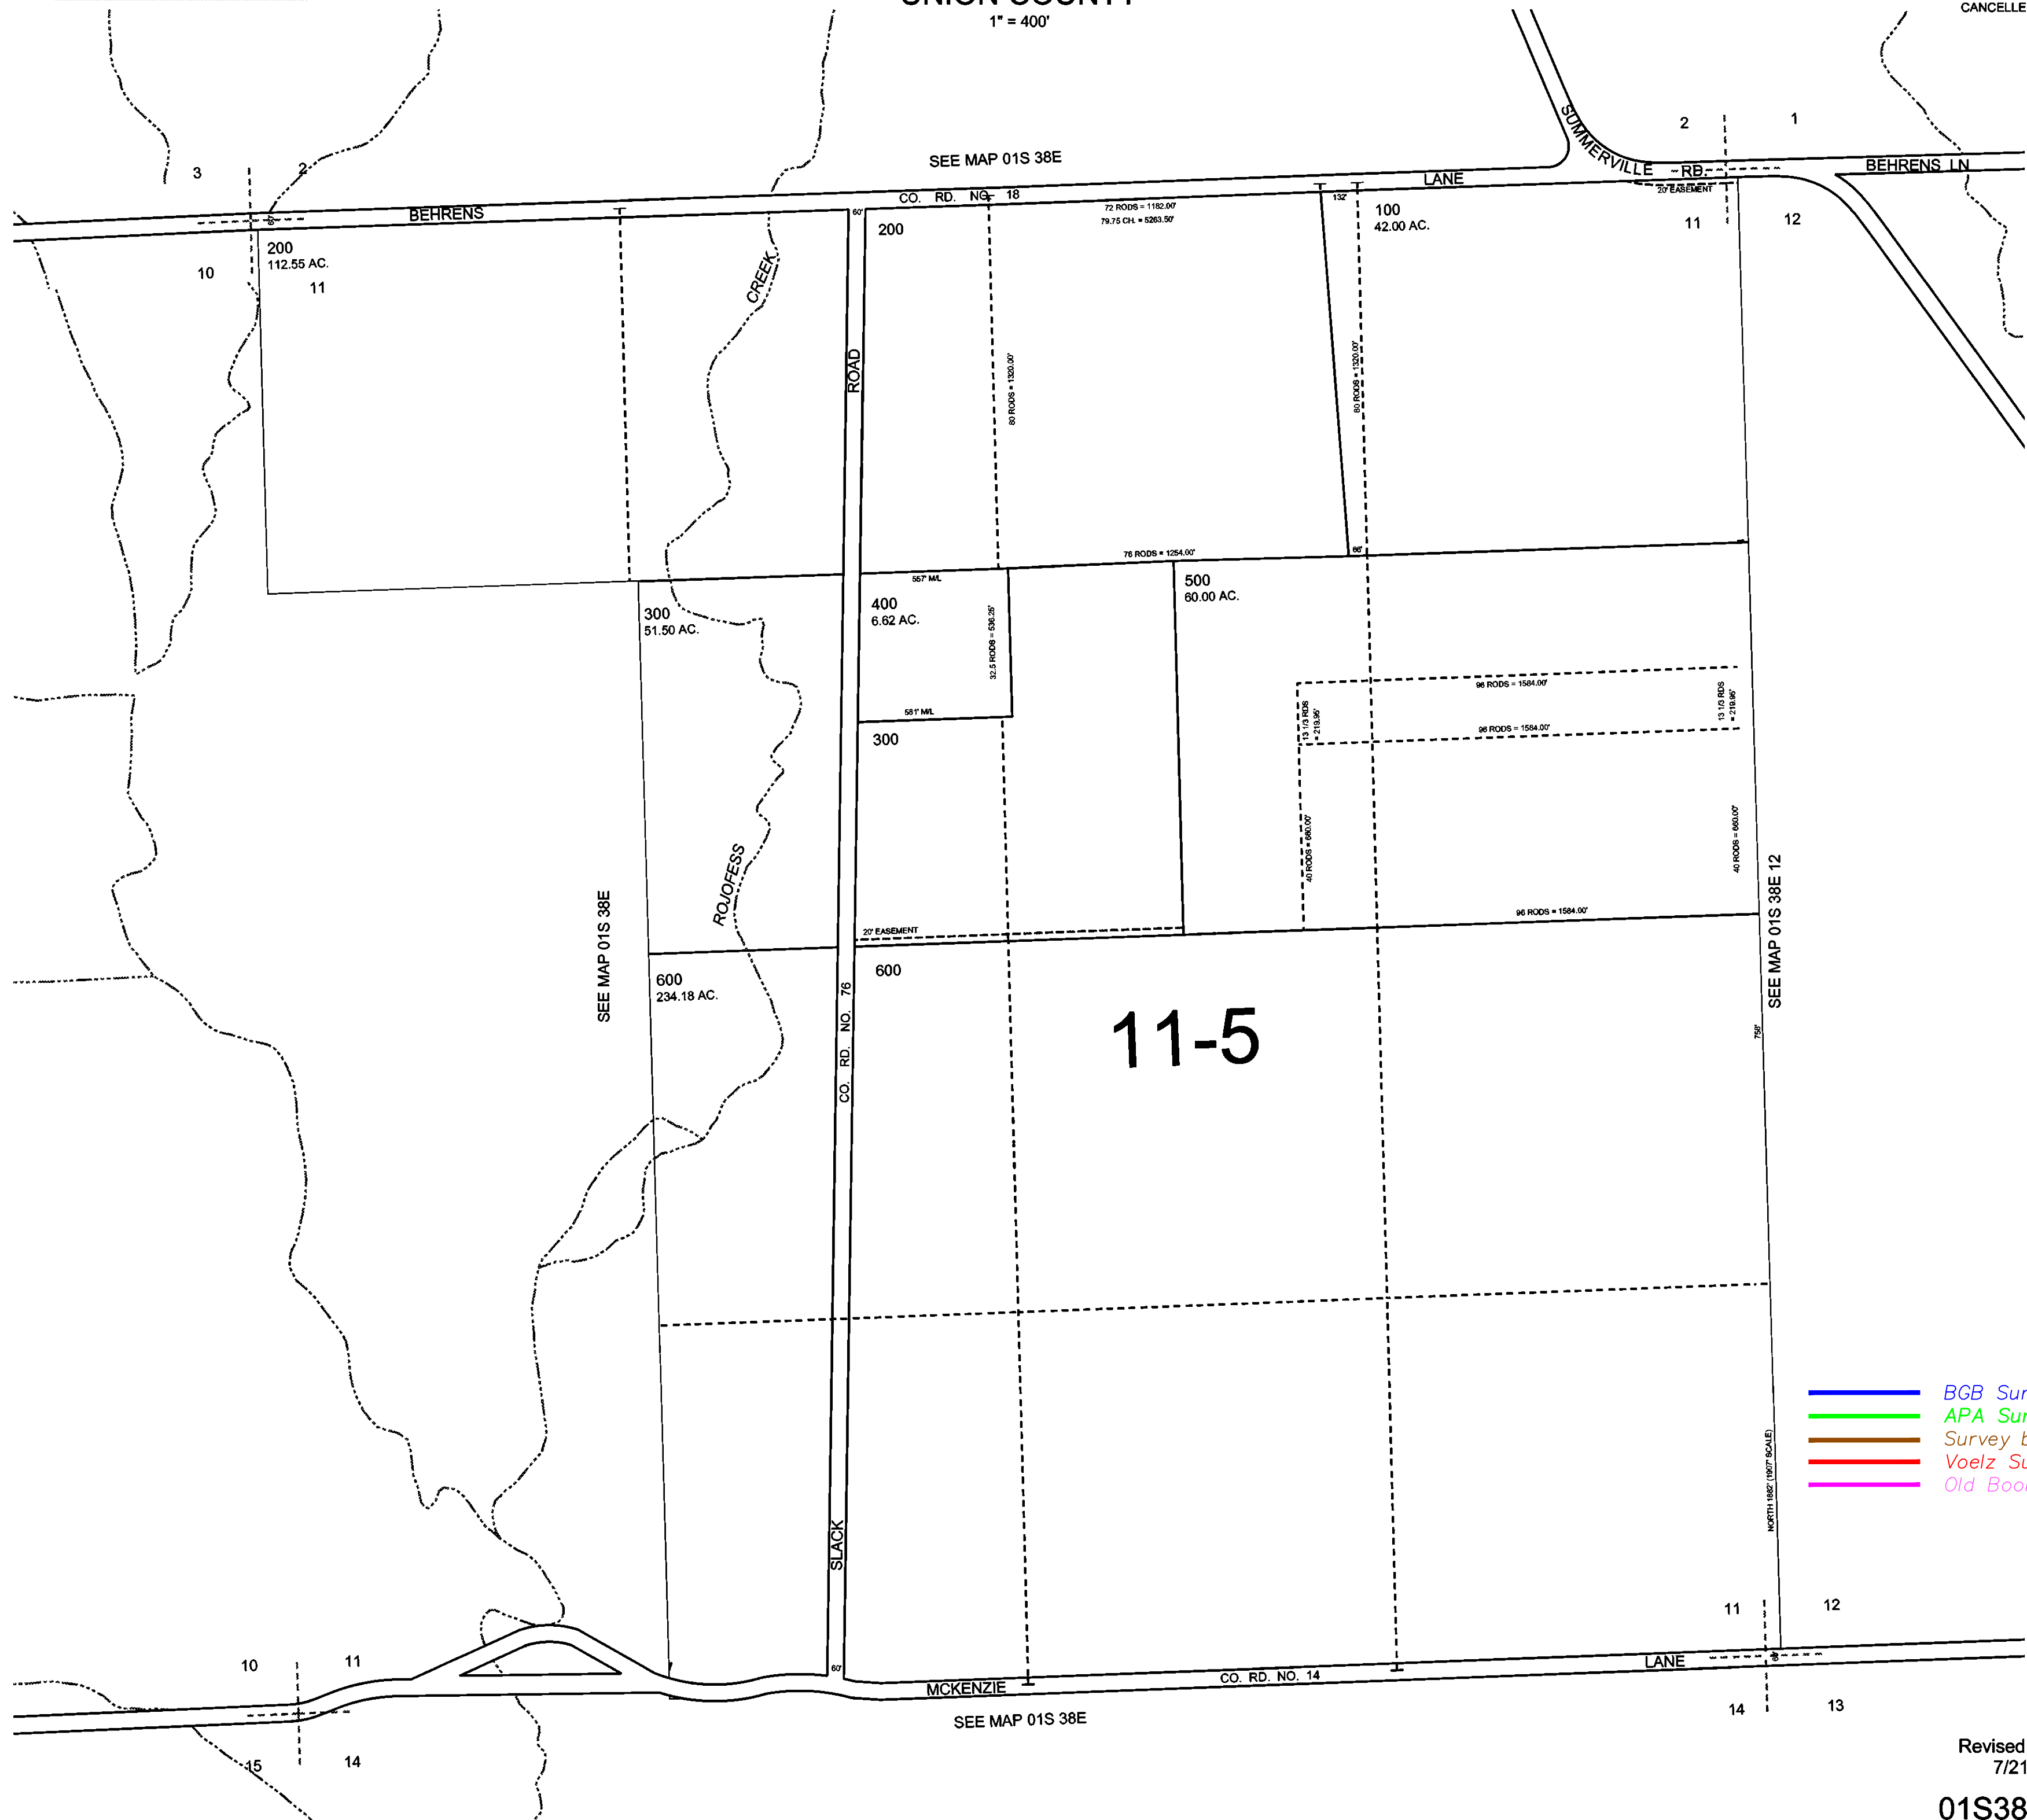 UNION COUNTY
1" = 400'
CANCELLE
3
2
2
1
SEE MAP 01S 38E
SUMMERVILLE RD.
BEHRENS LN
BEHRENS
CO. RD. NO. 18
LANE
20' EASEMENT
60'
72 RODS = 1182.00'
79.75 CH. = 5263.50'
132'
200
112.55 AC.
10
11
200
100
42.00 AC.
11
12
CREEK
ROAD
80 RODS = 1320.00'
80 RODS = 1320.00'
76 RODS = 1254.00'
66'
557' M/L
300
51.50 AC.
400
6.62 AC.
32.5 RODS = 536.25'
500
60.00 AC.
581' M/L
300
96 RODS = 1584.00'
13 1/3 RDS
= 219.95'
13 1/3 RDS
= 219.95'
96 RODS = 1584.00'
40 RODS = 660.00'
40 RODS = 660.00'
ROJOFESS
SEE MAP 01S 38E
SEE MAP 01S 38E 12
20' EASEMENT
96 RODS = 1584.00'
600
234.18 AC.
600
CO. RD. NO. 76
11-5
756'
BGB Sur
APA Sur
Survey b
Voelz Su
Old Boo
NORTH 1882' (1907' SCALE)
SLACK
60'
10
11
11
12
MCKENZIE
CO. RD. NO. 14
LANE
SEE MAP 01S 38E
15
14
14
13
Revised
7/21
01S38